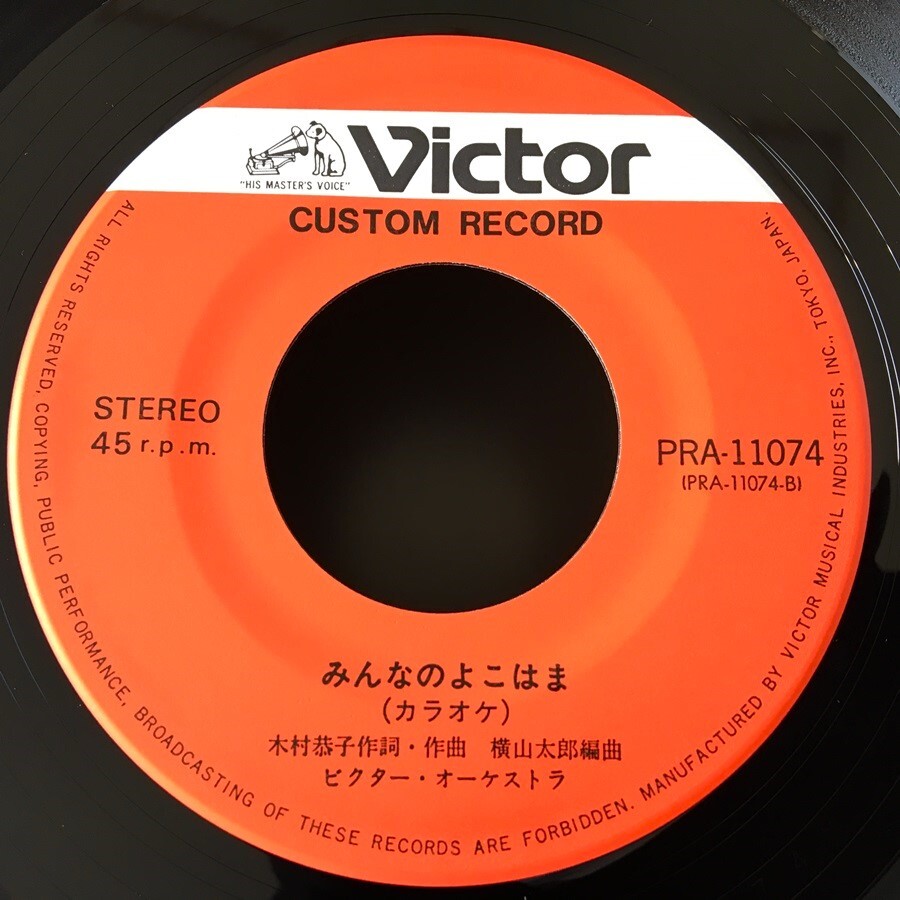 "HIS MASTER'S VOICE"
Victor
CUSTOM RECORD
STEREO
45 r.p.m.
PRA-11074
(PRA-11074-B)
みんなのよこはま
(カラオケ)
木村恭子作詞・作曲 横山太郎編曲
ビクター・オーケストラ
ALL RIGHTS RESERVED, COPYING, PUBLIC PERFORMANCE, BROADCASTING OF THESE RECORDS ARE FORBIDDEN. MANUFACTURED BY VICTOR MUSICAL INDUSTRIES, INC., TOKYO, JAPAN.